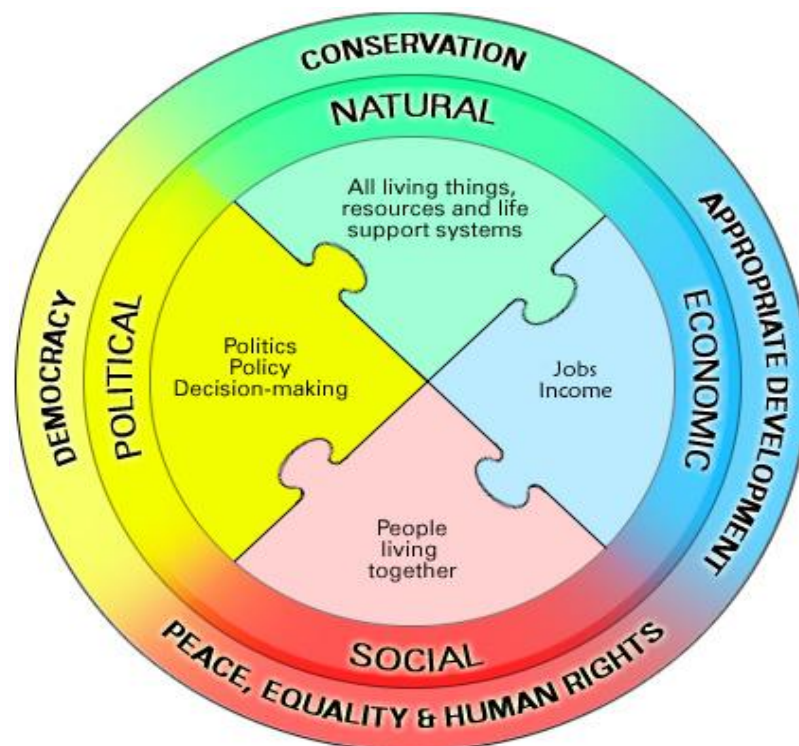 CONSERVATION
NATURAL
All living things,
resources and life
support systems
APPROPRIATE DEVELOPMENT
ECONOMIC
Jobs
Income
DEMOCRACY
POLITICAL
Politics
Policy
Decision-making
People
living
together
SOCIAL
PEACE, EQUALITY & HUMAN RIGHTS